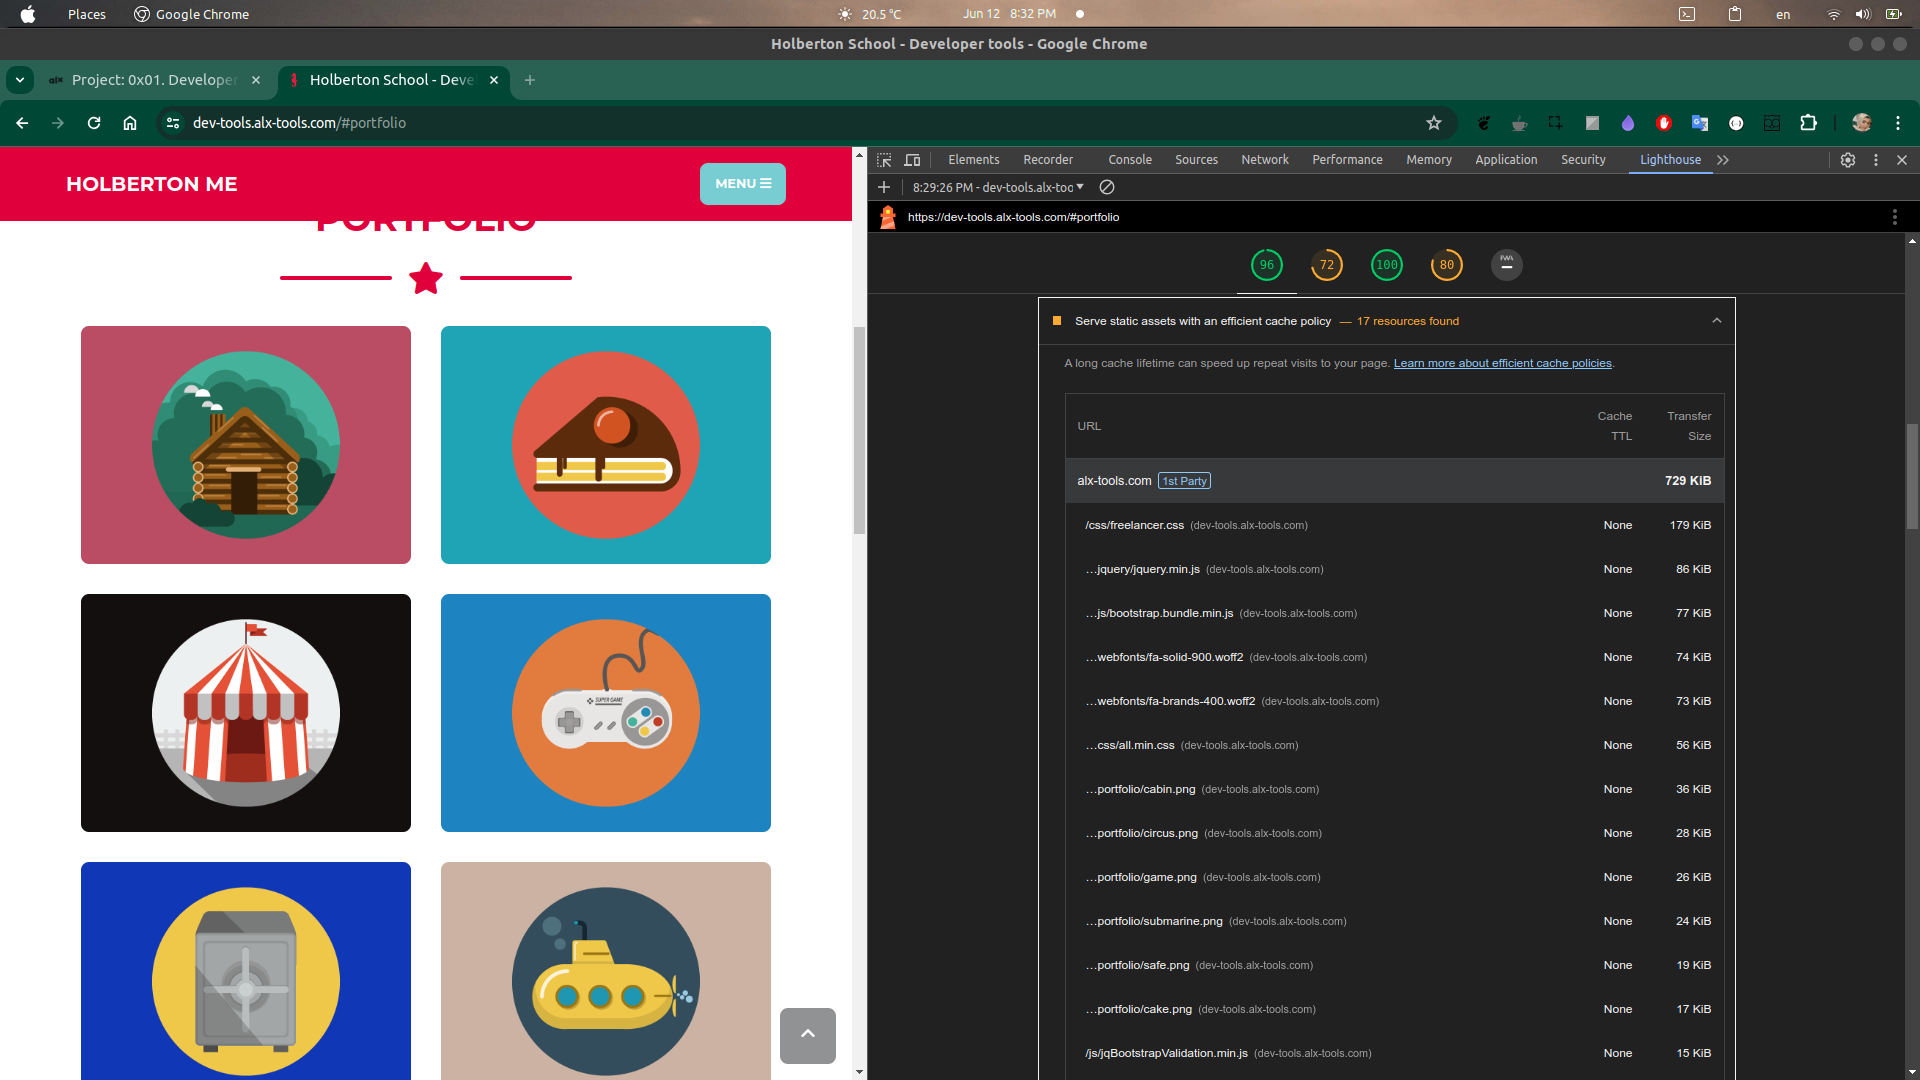 Places
Google Chrome
20.5 °C
Jun 12 8:32 PM
en
Holberton School - Developer tools - Google Chrome
Project: 0x01. Developer
Holberton School - Deve
dev-tools.alx-tools.com/#portfolio
HOLBERTON ME
MENU
PORTFOLIO
SUPER GAME
Elements
Recorder
Console
Sources
Network
Performance
Memory
Application
Security
Lighthouse
8:29:26 PM - dev-tools.alx-too
https://dev-tools.alx-tools.com/#portfolio
96
72
100
80
PWA
Serve static assets with an efficient cache policy — 17 resources found
A long cache lifetime can speed up repeat visits to your page. Learn more about efficient cache policies.
URL
Cache TTL
Transfer Size
alx-tools.com 1st Party 729 KiB
/css/freelancer.css (dev-tools.alx-tools.com) None 179 KiB
…jquery/jquery.min.js (dev-tools.alx-tools.com) None 86 KiB
…js/bootstrap.bundle.min.js (dev-tools.alx-tools.com) None 77 KiB
…webfonts/fa-solid-900.woff2 (dev-tools.alx-tools.com) None 74 KiB
…webfonts/fa-brands-400.woff2 (dev-tools.alx-tools.com) None 73 KiB
…css/all.min.css (dev-tools.alx-tools.com) None 56 KiB
…portfolio/cabin.png (dev-tools.alx-tools.com) None 36 KiB
…portfolio/circus.png (dev-tools.alx-tools.com) None 28 KiB
…portfolio/game.png (dev-tools.alx-tools.com) None 26 KiB
…portfolio/submarine.png (dev-tools.alx-tools.com) None 24 KiB
…portfolio/safe.png (dev-tools.alx-tools.com) None 19 KiB
…portfolio/cake.png (dev-tools.alx-tools.com) None 17 KiB
/js/jqBootstrapValidation.min.js (dev-tools.alx-tools.com) None 15 KiB